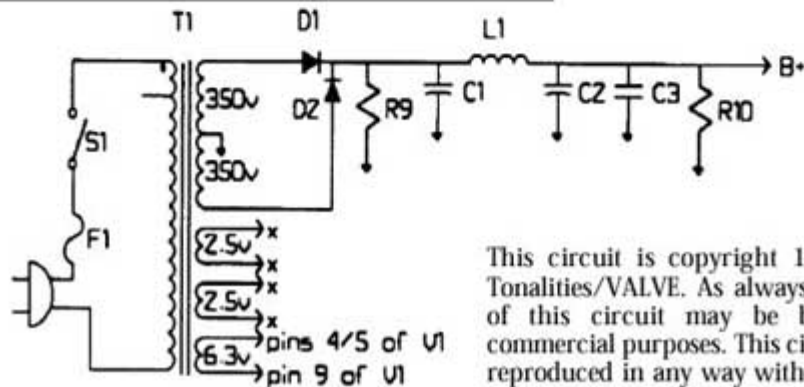 T1
D1
L1
B+
350v
D2
R9
C1
C2
C3
R10
S1
350v
F1
2.5v
x
x
2.5v
x
x
6.3v
pins 4/5 of V1
pin 9 of V1
This circuit is copyright 1
Tonalities/VALVE. As always
of this circuit may be b
commercial purposes. This ci
reproduced in any way with